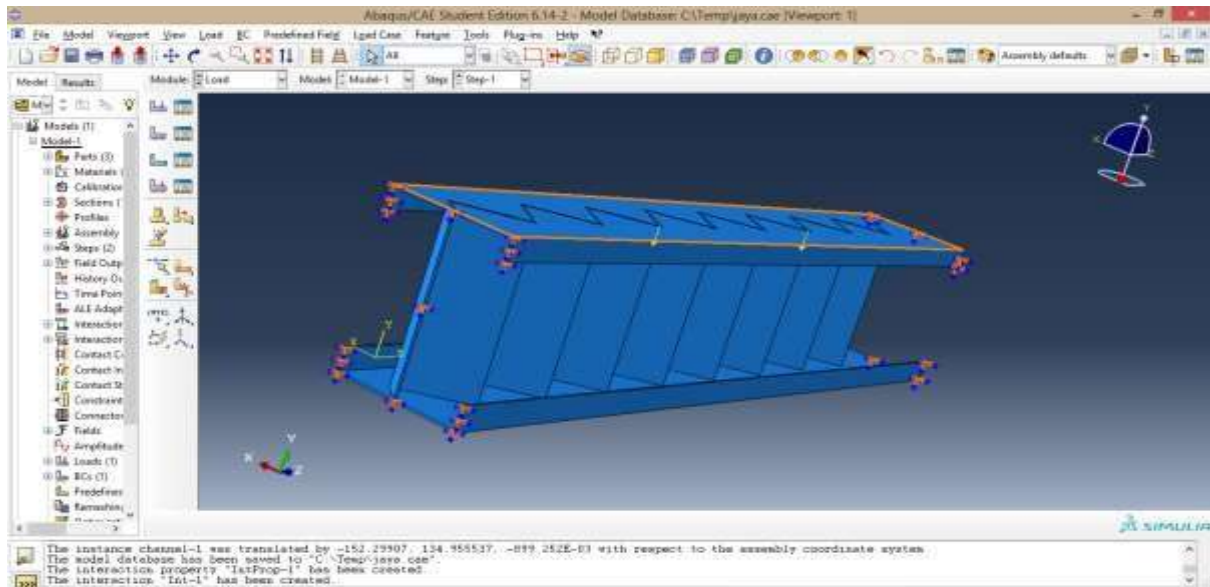 Abaqus/CAE Student Edition 6.14-2 - Model Database: C:\Temp\jaya.cae [Viewport: 1]
File Model Viewport View Load BC Predefined Field Load Case Feature Tools Plug-ins Help
All
Assembly defaults
Model Results
Module: Load Model: Model-1 Step: Step-1
Models (1)
Model-1
Parts (3)
Materials
Calibration
Sections
Profiles
Assembly
Steps (2)
Field Outp
History Ou
Time Poin
ALE Adapt
Interaction
Interaction
Contact C
Contact In
Contact St
Constraint
Connector
Fields
Amplitude
Loads (1)
BCs (1)
Predefined
Remeshing
Y
X
Z
SIMULIA
The instance channel-1 was translated by -152.29907, 134.955537, -899.252E-03 with respect to the assembly coordinate system
The model database has been saved to "C:\Temp\jaya.cae".
The interaction property "IntProp-1" has been created.
The interaction "Int-1" has been created.